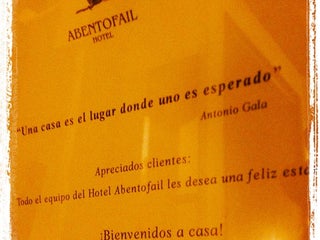 ABENTOFAIL
HOTEL
"Una casa es el lugar donde uno es esperado"
Antonio Gala
Apreciados clientes:
Todo el equipo del Hotel Abentofail les desea una feliz esta
¡Bienvenidos a casa!